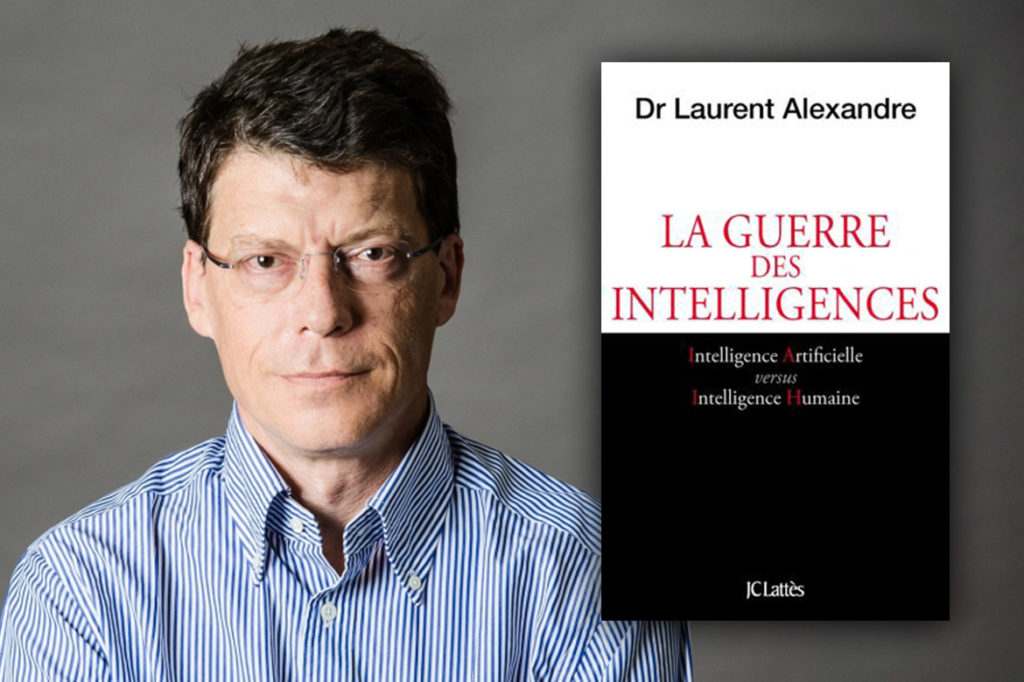 Dr Laurent Alexandre
LA GUERRE
DES
INTELLIGENCES
Intelligence Artificielle
versus
Intelligence Humaine
JC Lattès